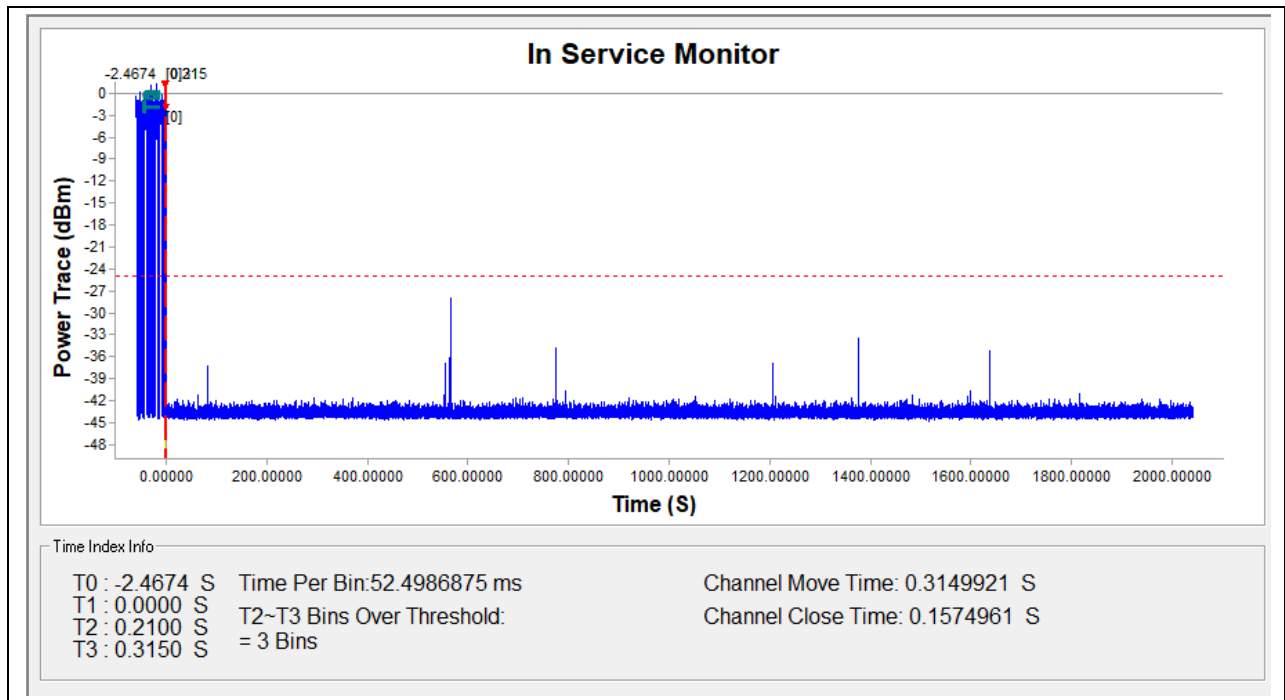 In Service Monitor
-2.4674 [0]
[0]
Power Trace (dBm)
0
-3
-6
-9
-12
-15
-18
-21
-24
-27
-30
-33
-36
-39
-42
-45
-48
0.00000 200.00000 400.00000 600.00000 800.00000 1000.00000 1200.00000 1400.00000 1600.00000 1800.00000 2000.00000
Time (S)
Time Index Info
T0 : -2.4674 S
T1 : 0.0000 S
T2 : 0.2100 S
T3 : 0.3150 S
Time Per Bin:52.4986875 ms
T2~T3 Bins Over Threshold:
= 3 Bins
Channel Move Time: 0.3149921 S
Channel Close Time: 0.1574961 S